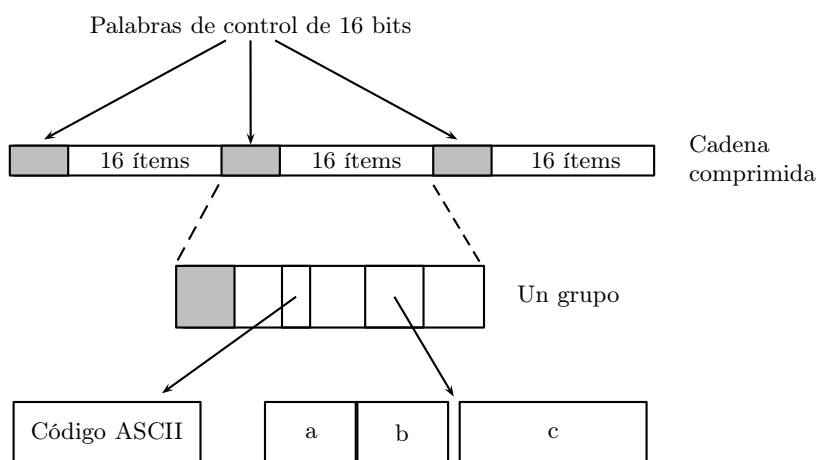 Palabras de control de 16 bits
16 ítems
16 ítems
16 ítems
Cadena
comprimida
Un grupo
Código ASCII
a
b
c